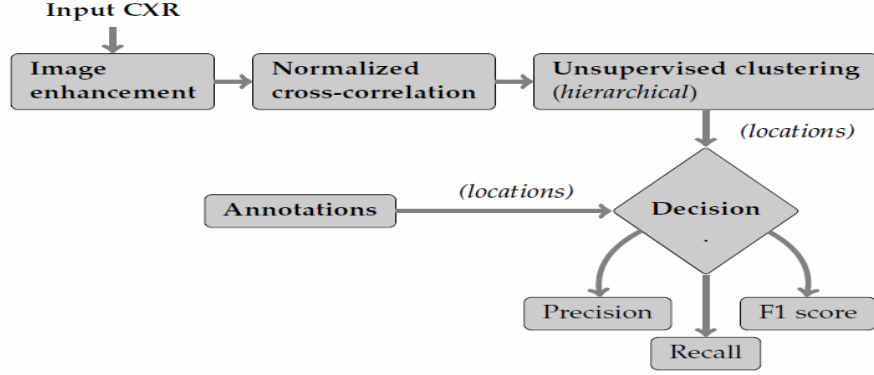 Input CXR
Image
enhancement
Normalized
cross-correlation
Unsupervised clustering
(hierarchical)
(locations)
Annotations
(locations)
Decision
.
Precision
Recall
F1 score